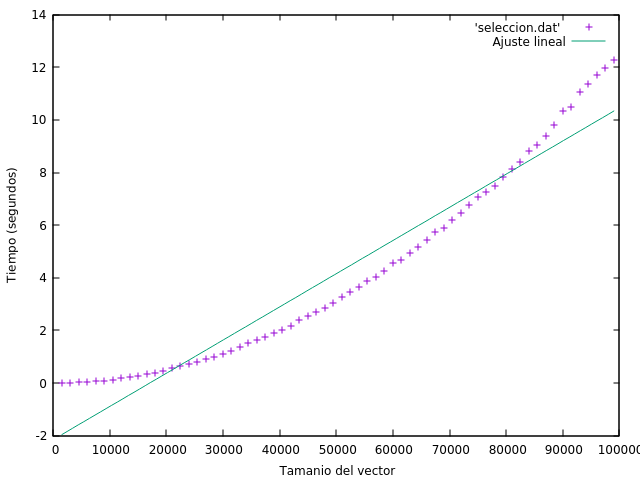 14
12
10
8
6
4
2
0
-2
'seleccion.dat'
Ajuste lineal
Tiempo (segundos)
0 10000 20000 30000 40000 50000 60000 70000 80000 90000 100000
Tamanio del vector